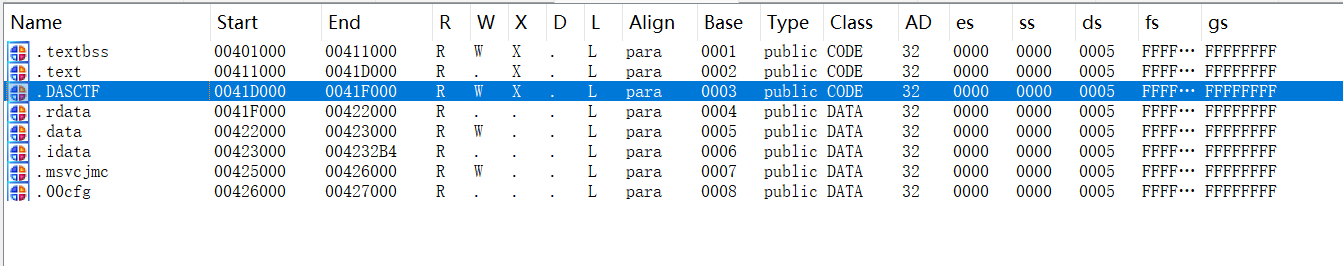 Name Start End R W X D L Align Base Type Class AD es ss ds fs gs
.textbss 00401000 00411000 R W X . L para 0001 public CODE 32 0000 0000 0005 FFFF… FFFFFFFF
.text 00411000 0041D000 R . X . L para 0002 public CODE 32 0000 0000 0005 FFFF… FFFFFFFF
.DASCTF 0041D000 0041F000 R W X . L para 0003 public CODE 32 0000 0000 0005 FFFF… FFFFFFFF
.rdata 0041F000 00422000 R . . . L para 0004 public DATA 32 0000 0000 0005 FFFF… FFFFFFFF
.data 00422000 00423000 R W . . L para 0005 public DATA 32 0000 0000 0005 FFFF… FFFFFFFF
.idata 00423000 004232B4 R . . . L para 0006 public DATA 32 0000 0000 0005 FFFF… FFFFFFFF
.msvcjmc 00425000 00426000 R W . . L para 0007 public DATA 32 0000 0000 0005 FFFF… FFFFFFFF
.00cfg 00426000 00427000 R . . . L para 0008 public DATA 32 0000 0000 0005 FFFF… FFFFFFFF